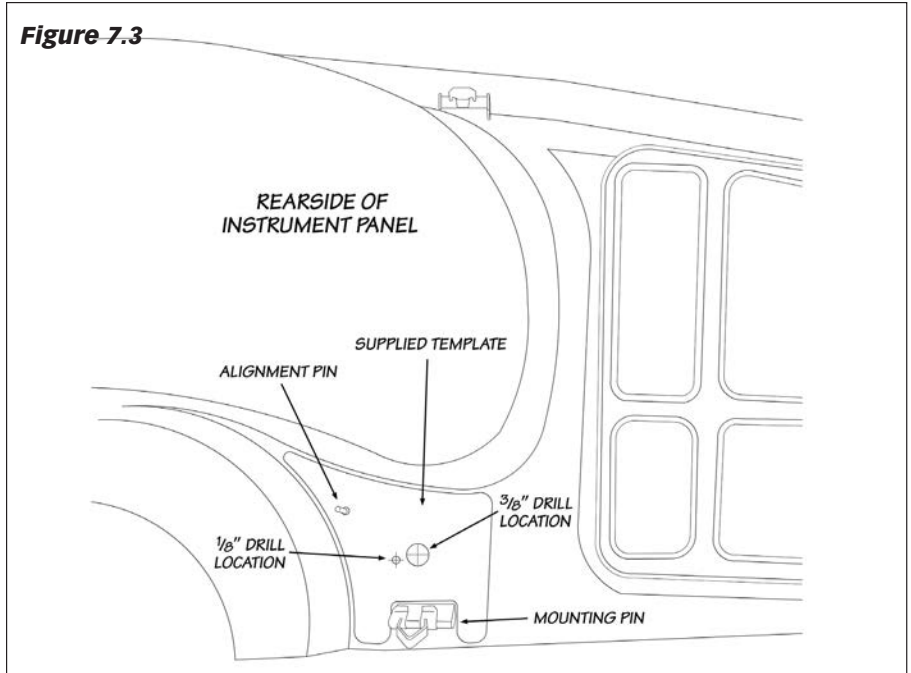 Figure 7.3
REARSIDE OF
INSTRUMENT PANEL
SUPPLIED TEMPLATE
ALIGNMENT PIN
3/8" DRILL
LOCATION
1/8" DRILL
LOCATION
MOUNTING PIN